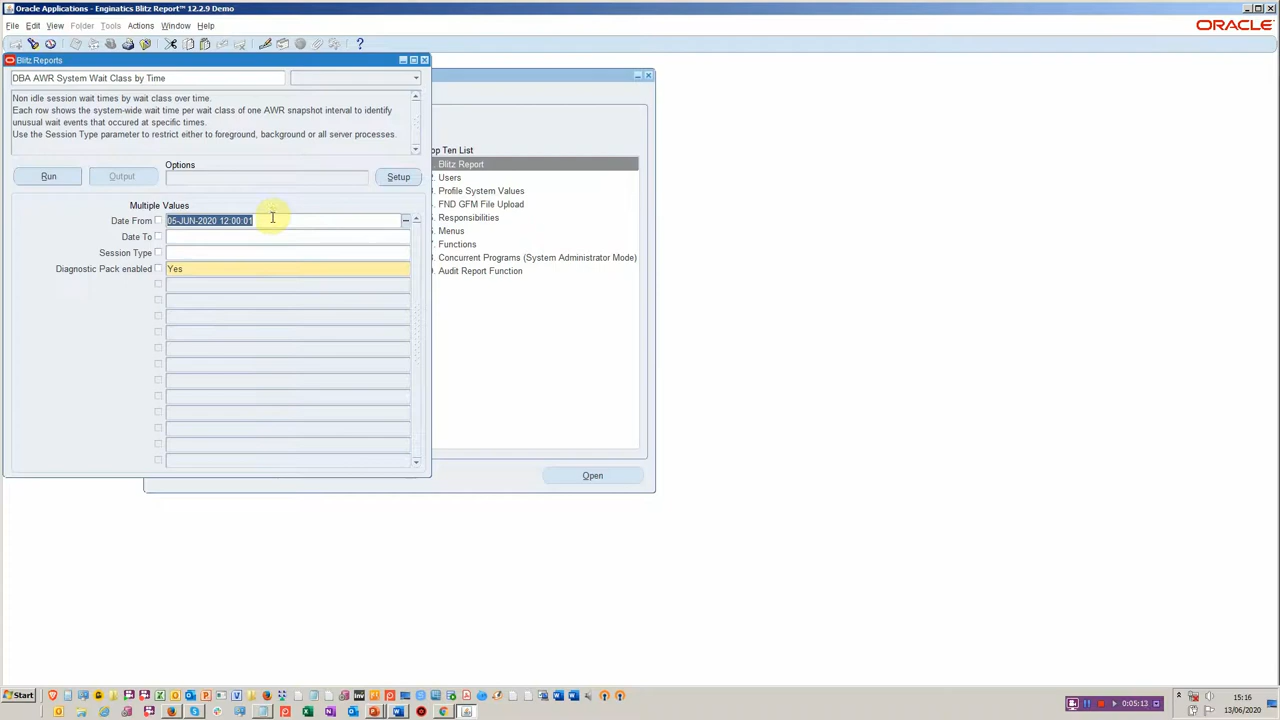 Oracle Applications - Enginatics Blitz Report™ 12.2.9 Demo
File Edit View Folder Tools Actions Window Help
ORACLE
Blitz Reports
DBA AWR System Wait Class by Time
Non idle session wait times by wait class over time.
Each row shows the system-wide wait time per wait class of one AWR snapshot interval to identify
unusual wait events that occured at specific times.
Use the Session Type parameter to restrict either to foreground, background or all server processes.
Options
Run
Output
Setup
Multiple Values
Date From 05-JUN-2020 12:00:01
Date To
Session Type
Diagnostic Pack enabled Yes
op Ten List
. Blitz Report
. Users
. Profile System Values
. FND GFM File Upload
. Responsibilities
. Menus
. Functions
. Concurrent Programs (System Administrator Mode)
. Audit Report Function
Open
Start
15:16
0:05:13
13/06/2020